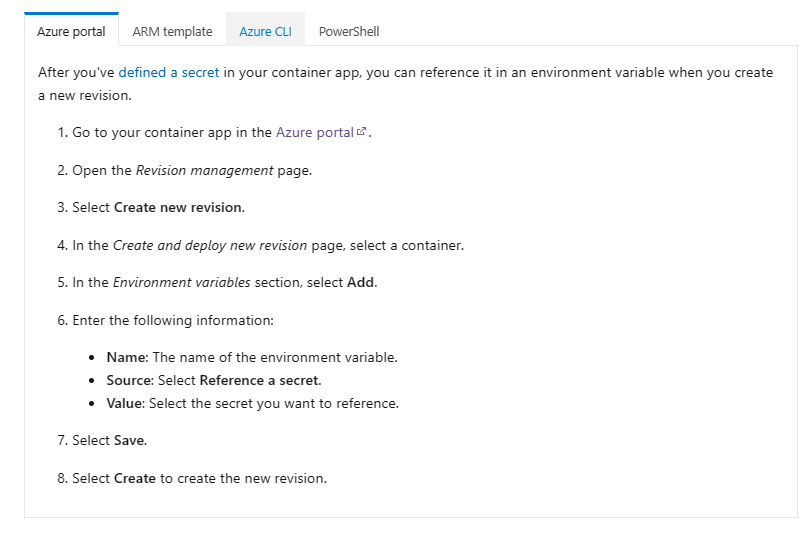 Azure portal ARM template Azure CLI PowerShell
After you've defined a secret in your container app, you can reference it in an environment variable when you create
a new revision.
1. Go to your container app in the Azure portal.
2. Open the Revision management page.
3. Select Create new revision.
4. In the Create and deploy new revision page, select a container.
5. In the Environment variables section, select Add.
6. Enter the following information:
• Name: The name of the environment variable.
• Source: Select Reference a secret.
• Value: Select the secret you want to reference.
7. Select Save.
8. Select Create to create the new revision.